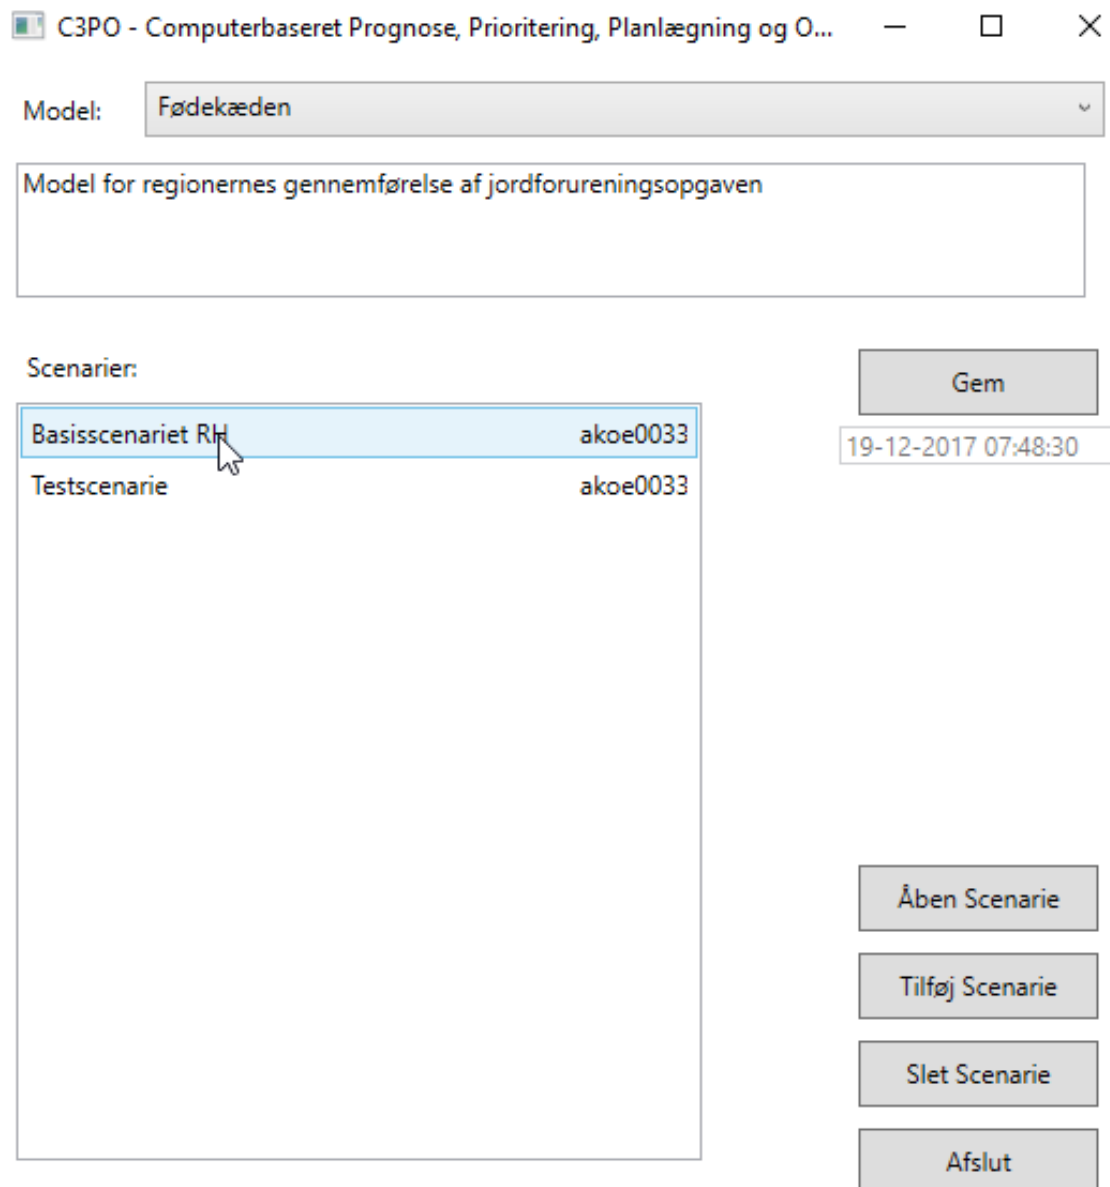 C3PO - Computerbaseret Prognose, Prioritering, Planlægning og O...
Model:
Fødekæden
Model for regionernes gennemførelse af jordforureningsopgaven
Scenarier:
Gem
19-12-2017 07:48:30
Basisscenariet RH akoe0033
Testscenarie akoe0033
Åben Scenarie
Tilføj Scenarie
Slet Scenarie
Afslut